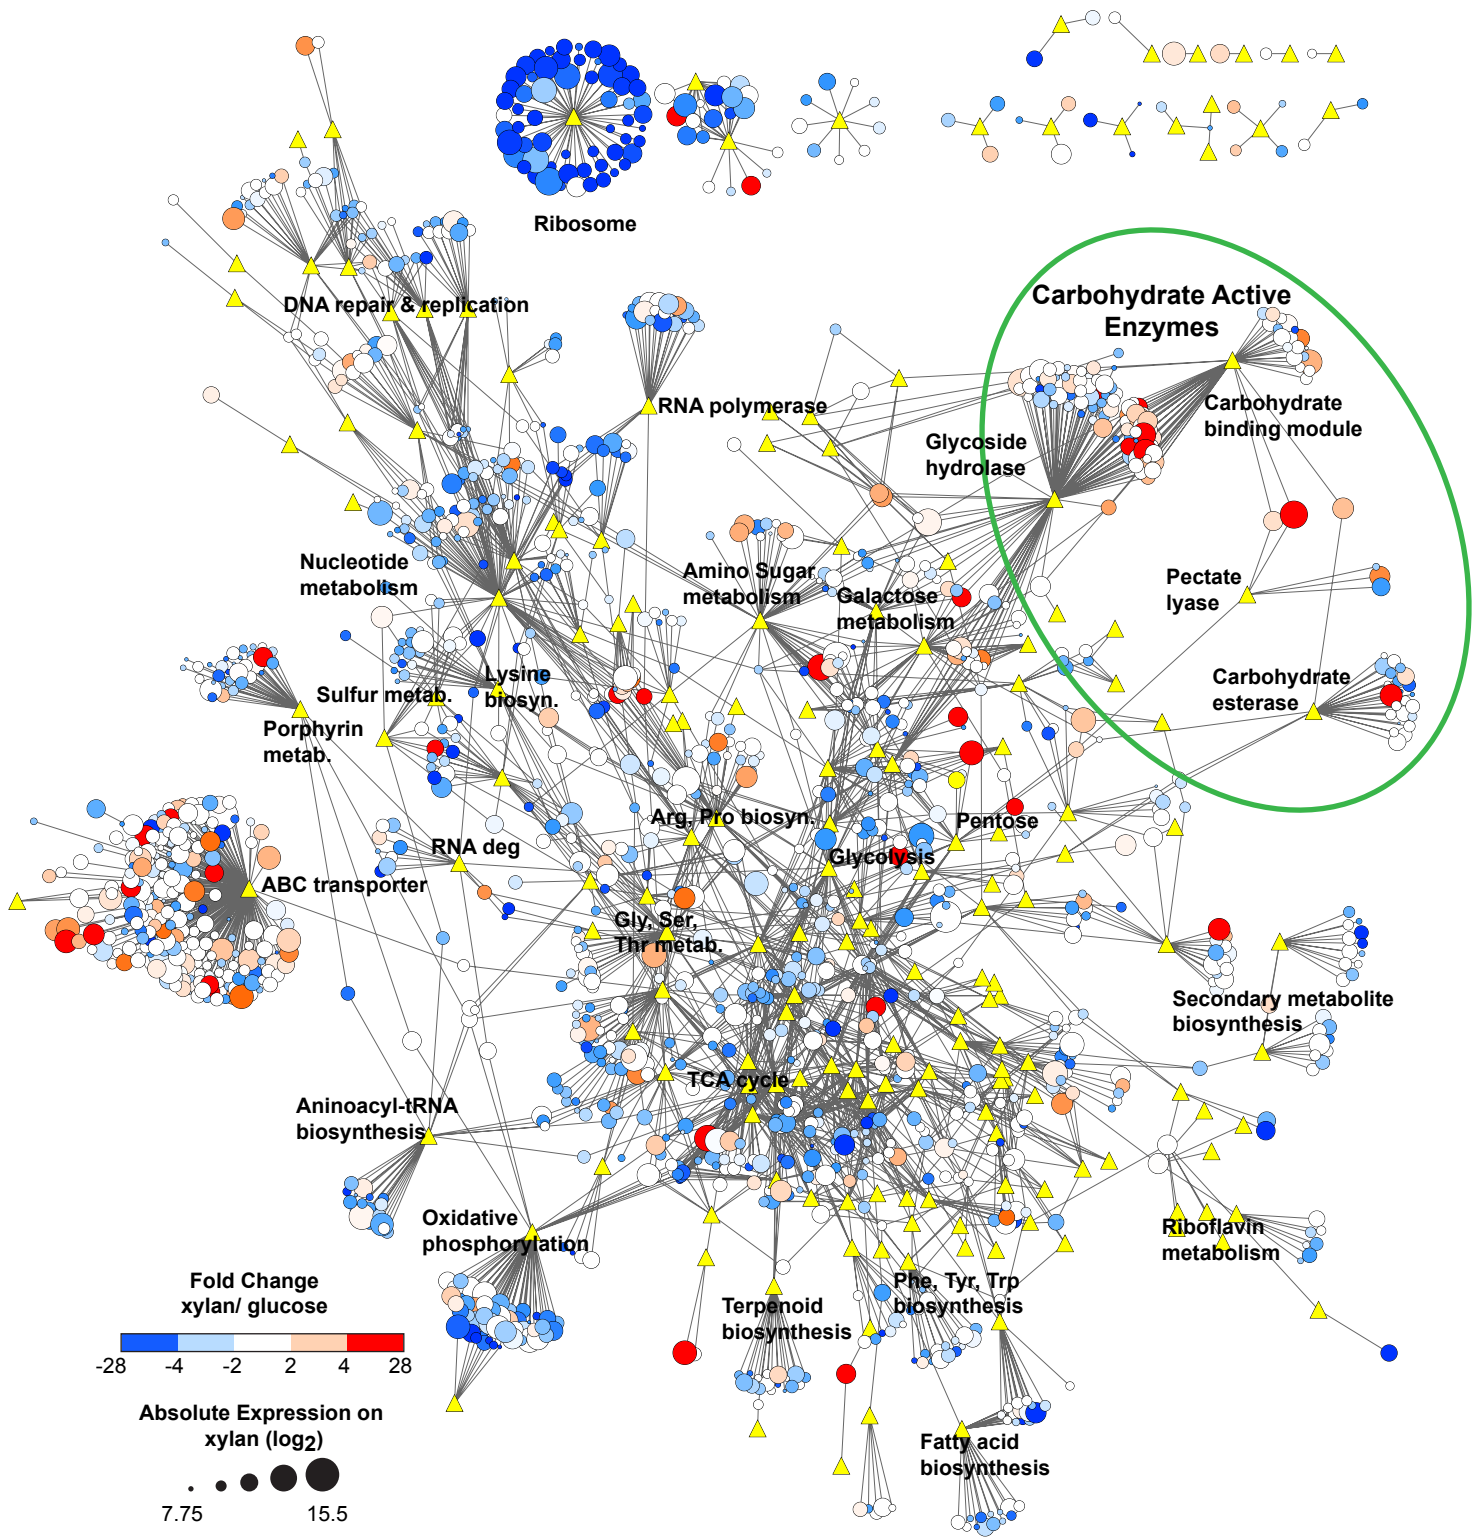 Ribosome
DNA repair & replication
Carbohydrate Active
Enzymes
RNA polymerase
Carbohydrate
binding module
Glycoside
hydrolase
Nucleotide
metabolism
Amino Sugar
metabolism
Galactose
metabolism
Pectate
lyase
Lysine
biosyn.
Sulfur metab.
Carbohydrate
esterase
Porphyrin
metab.
Arg, Pro biosyn.
Pentose
RNA deg
Glycolysis
ABC transporter
Gly, Ser,
Thr metab.
Secondary metabolite
biosynthesis
TCA cycle
Aninoacyl-tRNA
biosynthesis
Oxidative
phosphorylation
Riboflavin
metabolism
Fold Change
xylan/ glucose
-28 -4 -2 2 4 28
Phe, Tyr, Trp
biosynthesis
Terpenoid
biosynthesis
Absolute Expression on
xylan (log2)
7.75 15.5
Fatty acid
biosynthesis